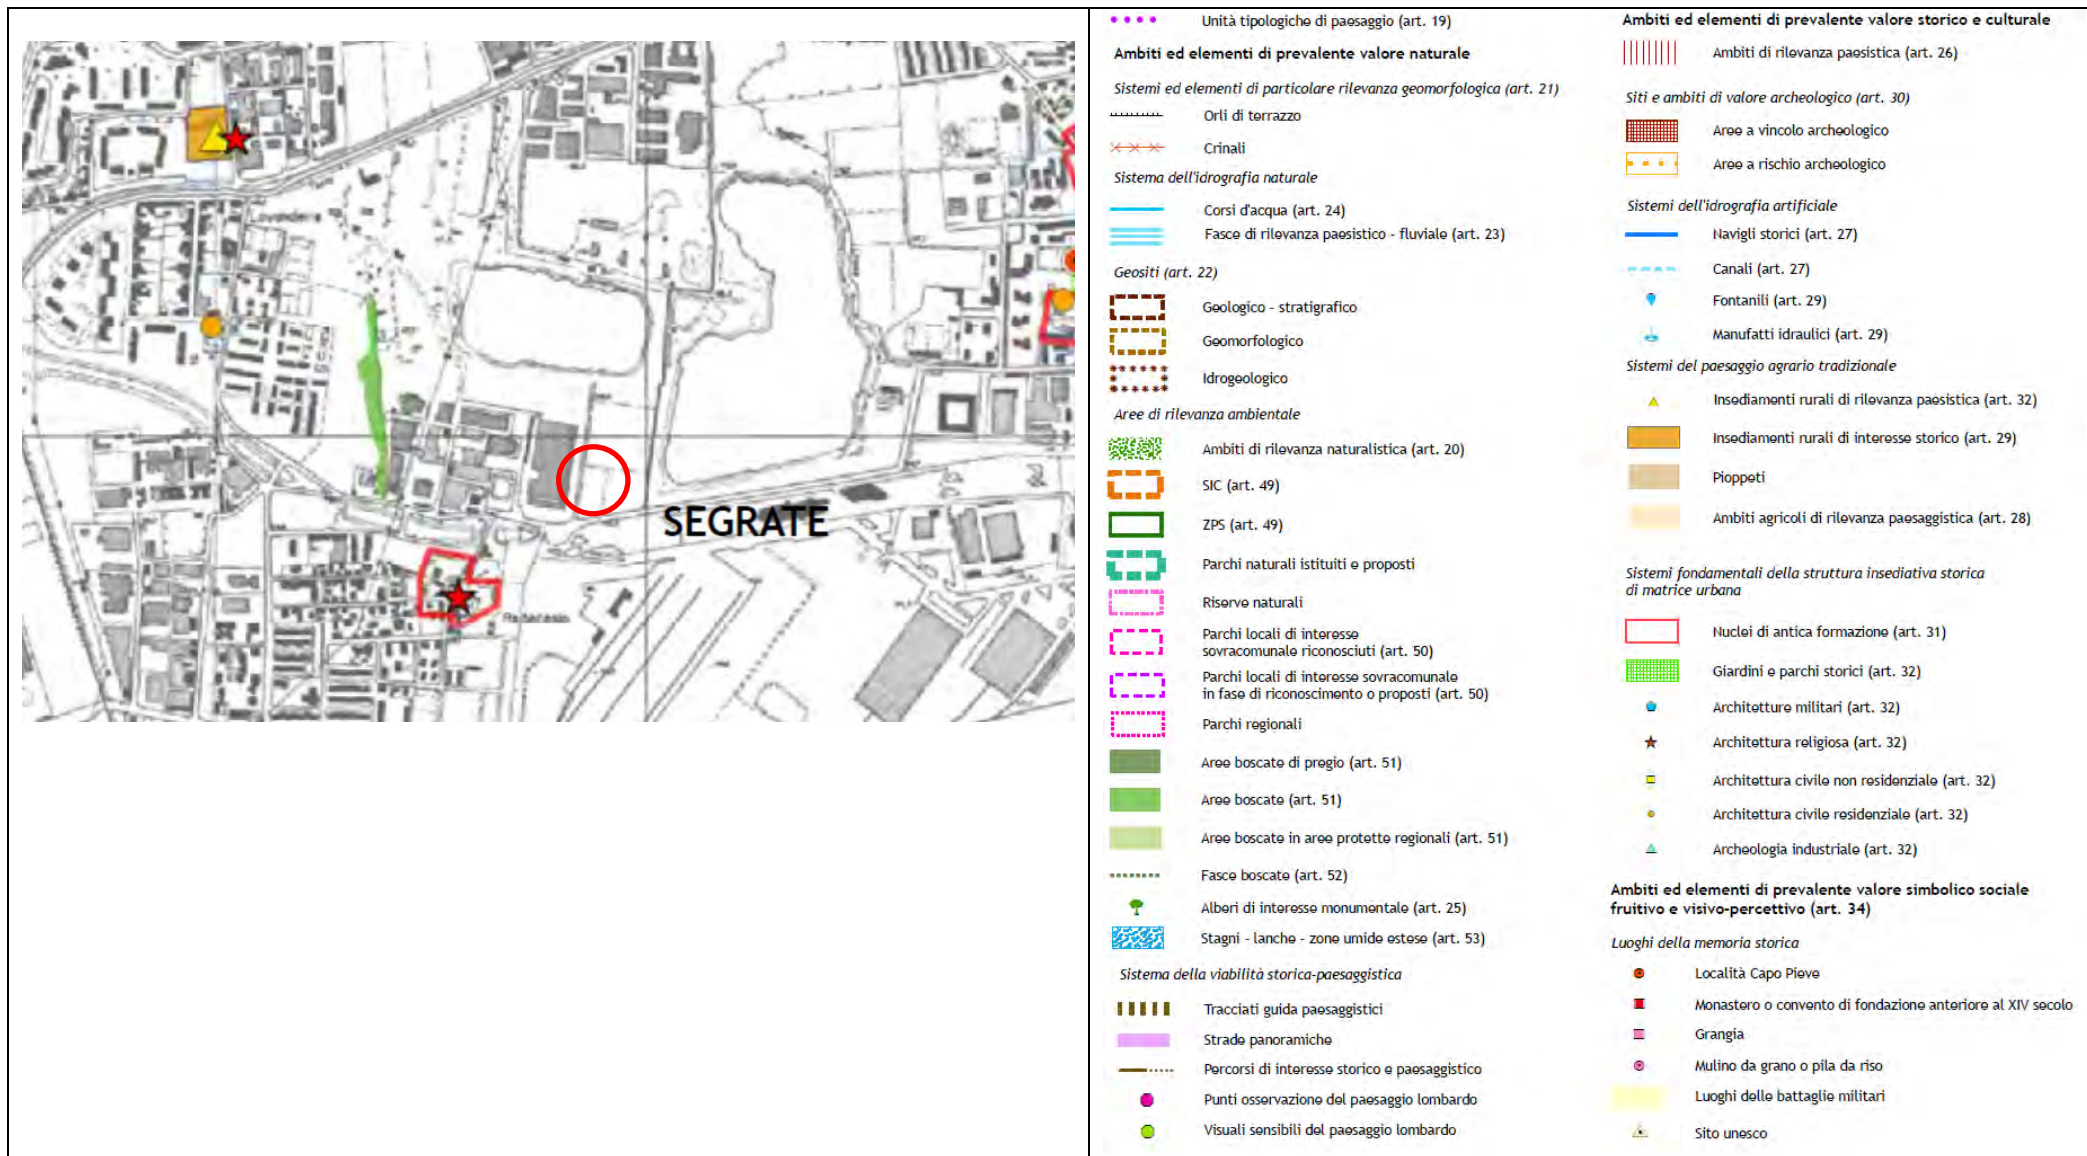 Lavanderie
SEGRATE
Unità tipologiche di paesaggio (art. 19)
Ambiti ed elementi di prevalente valore naturale
Sistemi ed elementi di particolare rilevanza geomorfologica (art. 21)
Orli di terrazzo
Crinali
Sistema dell'idrografia naturale
Corsi d'acqua (art. 24)
Fasce di rilevanza paesistico - fluviale (art. 23)
Geositi (art. 22)
Geologico - stratigrafico
Geomorfologico
Idrogeologico
Aree di rilevanza ambientale
Ambiti di rilevanza naturalistica (art. 20)
SIC (art. 49)
ZPS (art. 49)
Parchi naturali istituiti e proposti
Riserve naturali
Parchi locali di interesse
sovracomunale riconosciuti (art. 50)
Parchi locali di interesse sovracomunale
in fase di riconoscimento o proposti (art. 50)
Parchi regionali
Aree boscate di pregio (art. 51)
Aree boscate (art. 51)
Aree boscate in aree protette regionali (art. 51)
Fasce boscate (art. 52)
Alberi di interesse monumentale (art. 25)
Stagni - lanche - zone umide estese (art. 53)
Sistema della viabilità storica-paesaggistica
Tracciati guida paesaggistici
Strade panoramiche
Percorsi di interesse storico e paesaggistico
Punti osservazione del paesaggio lombardo
Visuali sensibili del paesaggio lombardo
Ambiti ed elementi di prevalente valore storico e culturale
Ambiti di rilevanza paesistica (art. 26)
Siti e ambiti di valore archeologico (art. 30)
Aree a vincolo archeologico
Aree a rischio archeologico
Sistemi dell'idrografia artificiale
Navigli storici (art. 27)
Canali (art. 27)
Fontanili (art. 29)
Manufatti idraulici (art. 29)
Sistemi del paesaggio agrario tradizionale
Insediamenti rurali di rilevanza paesistica (art. 32)
Insediamenti rurali di interesse storico (art. 29)
Pioppeti
Ambiti agricoli di rilevanza paesaggistica (art. 28)
Sistemi fondamentali della struttura insediativa storica
di matrice urbana
Nuclei di antica formazione (art. 31)
Giardini e parchi storici (art. 32)
Architetture militari (art. 32)
Architettura religiosa (art. 32)
Architettura civile non residenziale (art. 32)
Architettura civile residenziale (art. 32)
Archeologia industriale (art. 32)
Ambiti ed elementi di prevalente valore simbolico sociale
fruitivo e visivo-percettivo (art. 34)
Luoghi della memoria storica
Località Capo Pieve
Monastero o convento di fondazione anteriore al XIV secolo
Grangia
Mulino da grano o pila da riso
Luoghi delle battaglie militari
Sito unesco